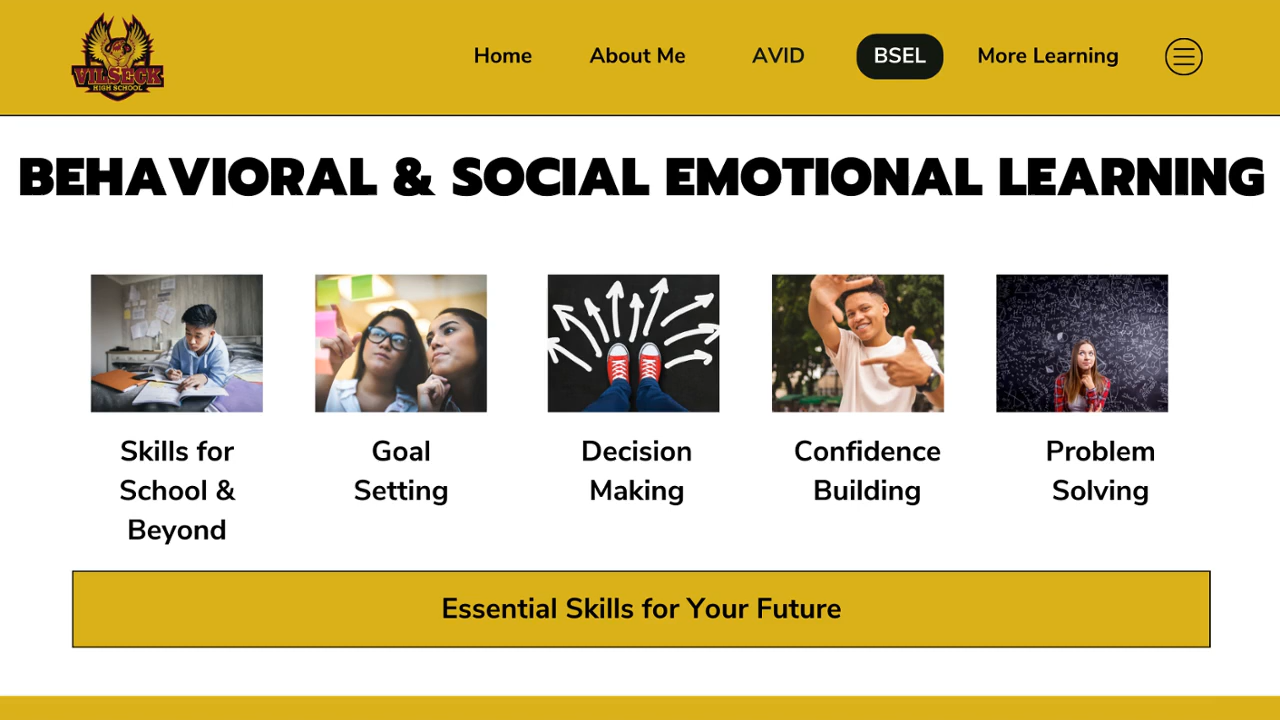 VILSECK
HIGH SCHOOL
Home
About Me
AVID
BSEL
More Learning
BEHAVIORAL & SOCIAL EMOTIONAL LEARNING
Skills for
School &
Beyond
Goal
Setting
Decision
Making
Confidence
Building
Problem
Solving
Essential Skills for Your Future